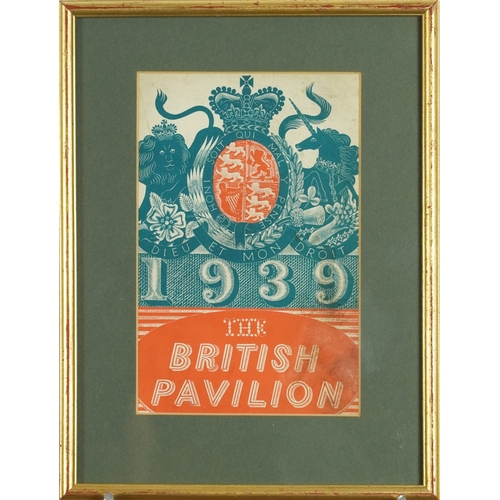 HONI SOIT QUI MAL Y PENSE
DIEU ET MON DROIT
1939
THE
BRITISH
PAVILION